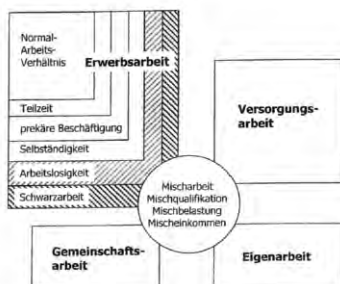 Normal-
Arbeits-
Verhältnis
Erwerbsarbeit
Teilzeit
prekäre Beschäftigung
Selbständigkeit
Arbeitslosigkeit
Schwarzarbeit
Versorgungs-
arbeit
Mischarbeit
Mischqualifikation
Mischbelastung
Mischeinkommen
Gemeinschafts-
arbeit
Eigenarbeit